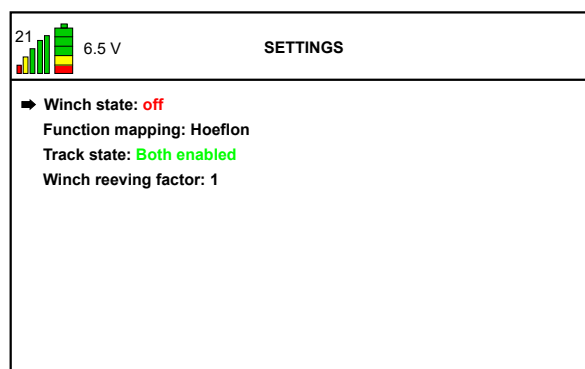 21
6.5 V
SETTINGS
Winch state: off
Function mapping: Hoeflon
Track state: Both enabled
Winch reeving factor: 1